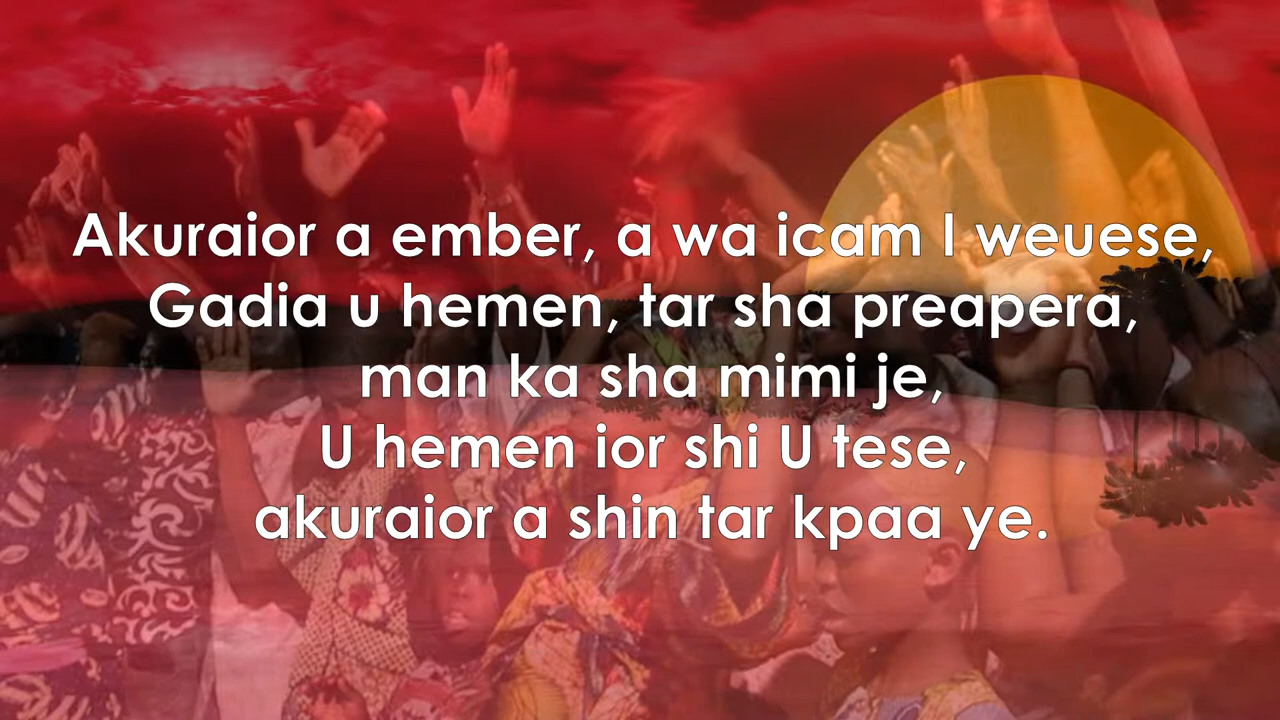 Akuraior a ember, a wa icam I weuese,
Gadia u hemen, tar sha preapera,
man ka sha mimi je,
U hemen ior shi U tese,
akuraior a shin tar kpaa ye.